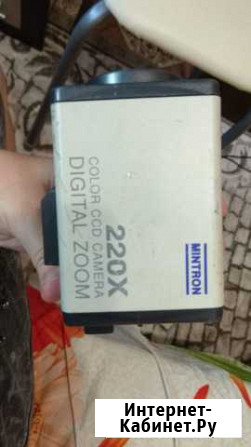 MINTRON
220X
COLOR CCD CAMERA
DIGITAL ZOOM
Интернет-
Кабинет.Ру